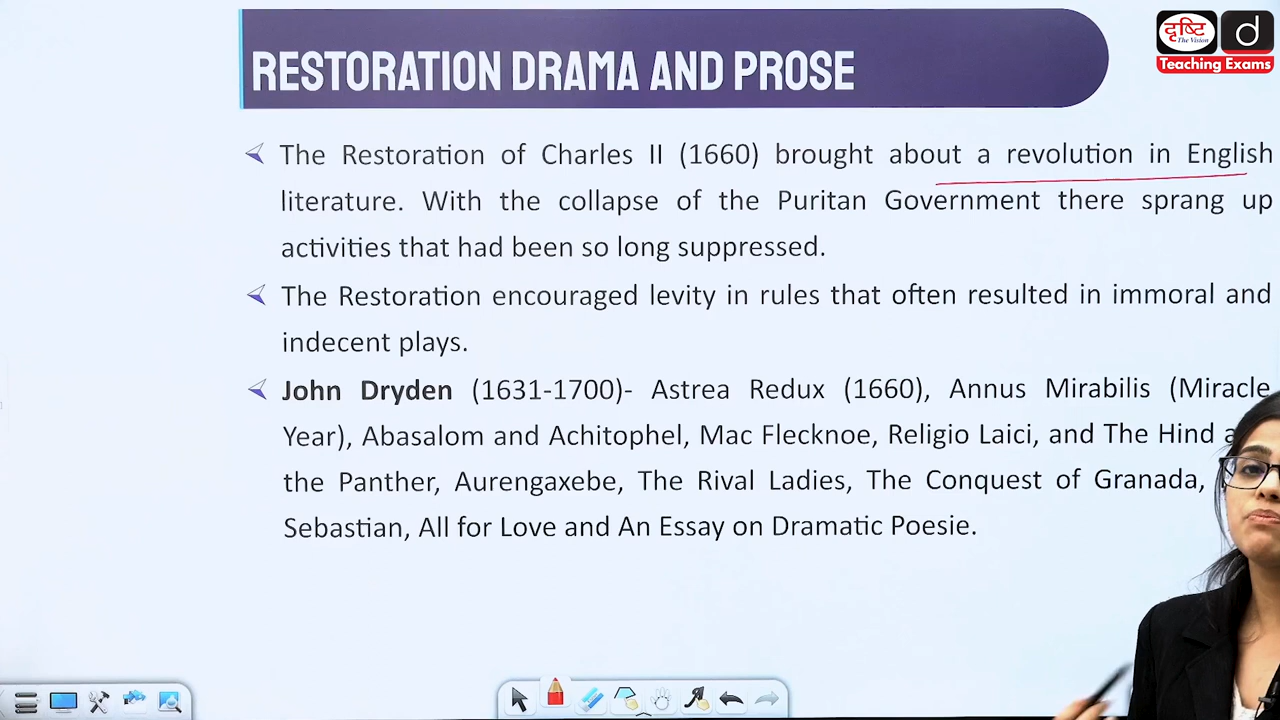 दृष्टि
The Vision
d
Teaching Exams
RESTORATION DRAMA AND PROSE
The Restoration of Charles II (1660) brought about a revolution in English
literature. With the collapse of the Puritan Government there sprang up
activities that had been so long suppressed.
The Restoration encouraged levity in rules that often resulted in immoral and
indecent plays.
John Dryden (1631-1700)- Astrea Redux (1660), Annus Mirabilis (Miracle
Year), Abasalom and Achitophel, Mac Flecknoe, Religio Laici, and The Hind
the Panther, Aurengaxebe, The Rival Ladies, The Conquest of Granada,
Sebastian, All for Love and An Essay on Dramatic Poesie.